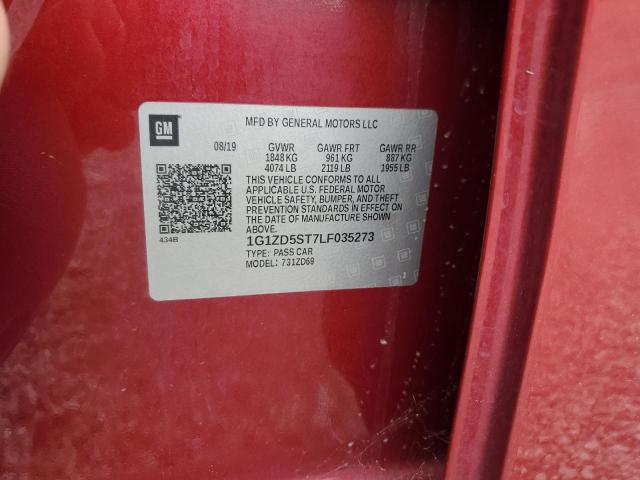 GM
MFD BY GENERAL MOTORS LLC
08/19 GVWR GAWR FRT GAWR RR
1848 KG 961 KG 887 KG
4074 LB 2119 LB 1955 LB
THIS VEHICLE CONFORMS TO ALL
APPLICABLE U.S. FEDERAL MOTOR
VEHICLE SAFETY, BUMPER, AND THEFT
PREVENTION STANDARDS IN EFFECT ON
THE DATE OF MANUFACTURE SHOWN
ABOVE.
434B
1G1ZD5ST7LF035273
TYPE: PASS CAR
MODEL: 731ZD69
J